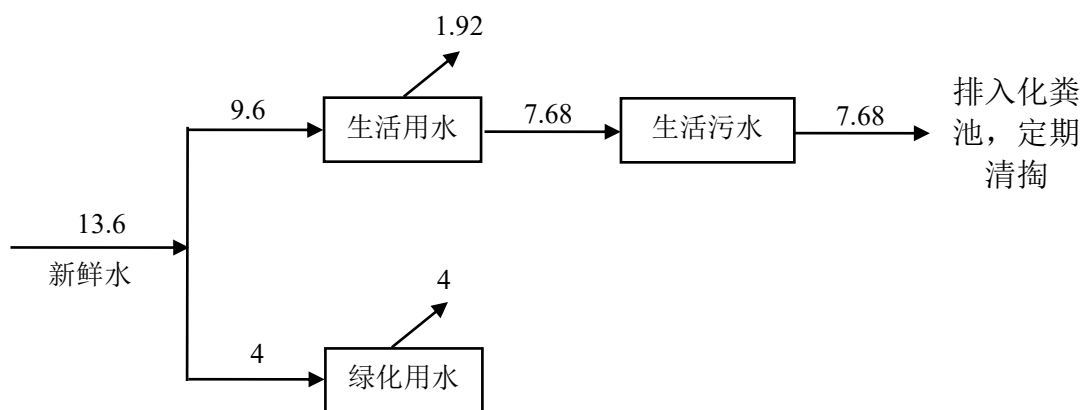 1.92
9.6
生活用水
7.68
生活污水
7.68
排入化粪
池，定期
清掏
13.6
新鲜水
4
4
绿化用水